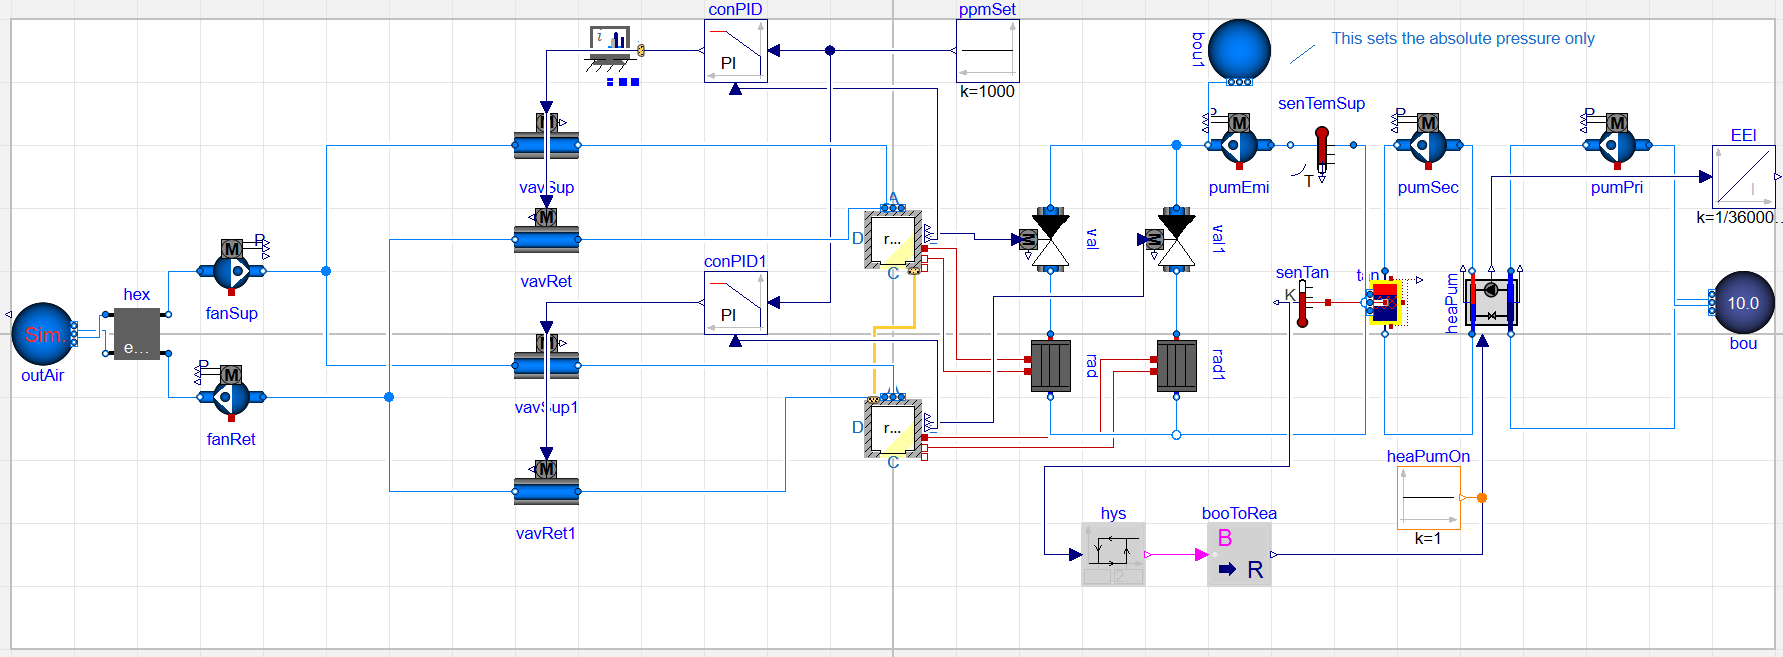 conPID
ppmSet
i
PI
k=1000
bou1
This sets the absolute pressure only
senTemSup
P
M
P
M
P
M
EEI
M
T
pumEmi
pumSec
pumPri
I
vavSup
M
k=1/36000...
A
D
r...
C
M
val
M
val1
P
M
fanSup
vavRet
conPID1
PI
senTan
K
tan
heaPum
10.0
bou
hex
Sim.
e...
outAir
M
P
M
fanRet
rad
rad1
vavSup1
A
D
r...
C
M
vavRet1
heaPumOn
k=1
hys
2
booToRea
B
R